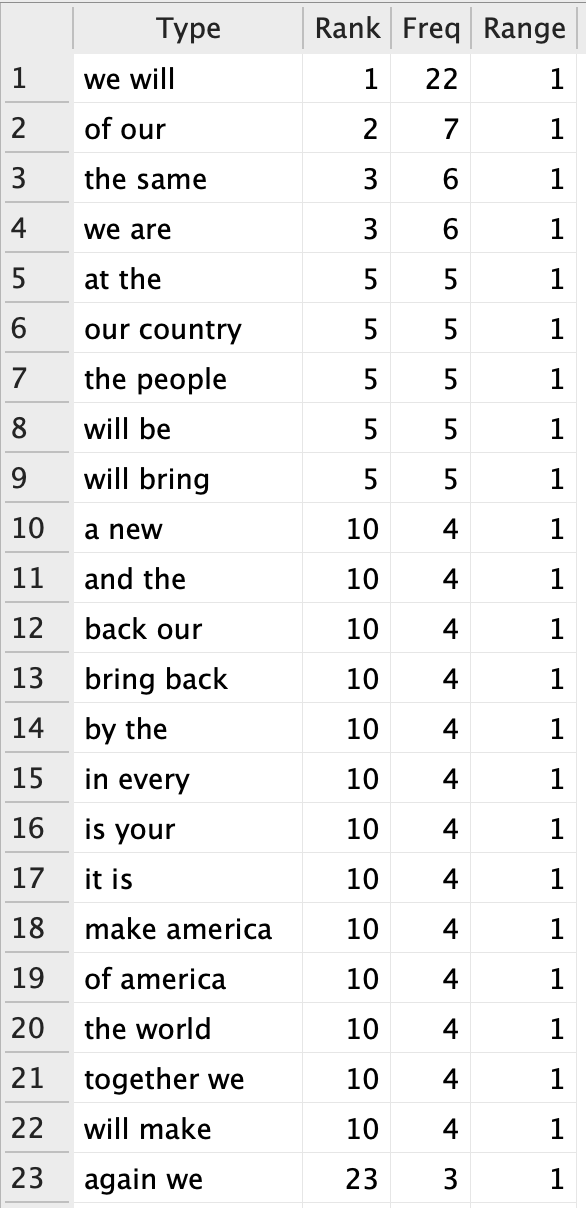 Type Rank Freq Range
1 we will 1 22 1
2 of our 2 7 1
3 the same 3 6 1
4 we are 3 6 1
5 at the 5 5 1
6 our country 5 5 1
7 the people 5 5 1
8 will be 5 5 1
9 will bring 5 5 1
10 a new 10 4 1
11 and the 10 4 1
12 back our 10 4 1
13 bring back 10 4 1
14 by the 10 4 1
15 in every 10 4 1
16 is your 10 4 1
17 it is 10 4 1
18 make america 10 4 1
19 of america 10 4 1
20 the world 10 4 1
21 together we 10 4 1
22 will make 10 4 1
23 again we 23 3 1